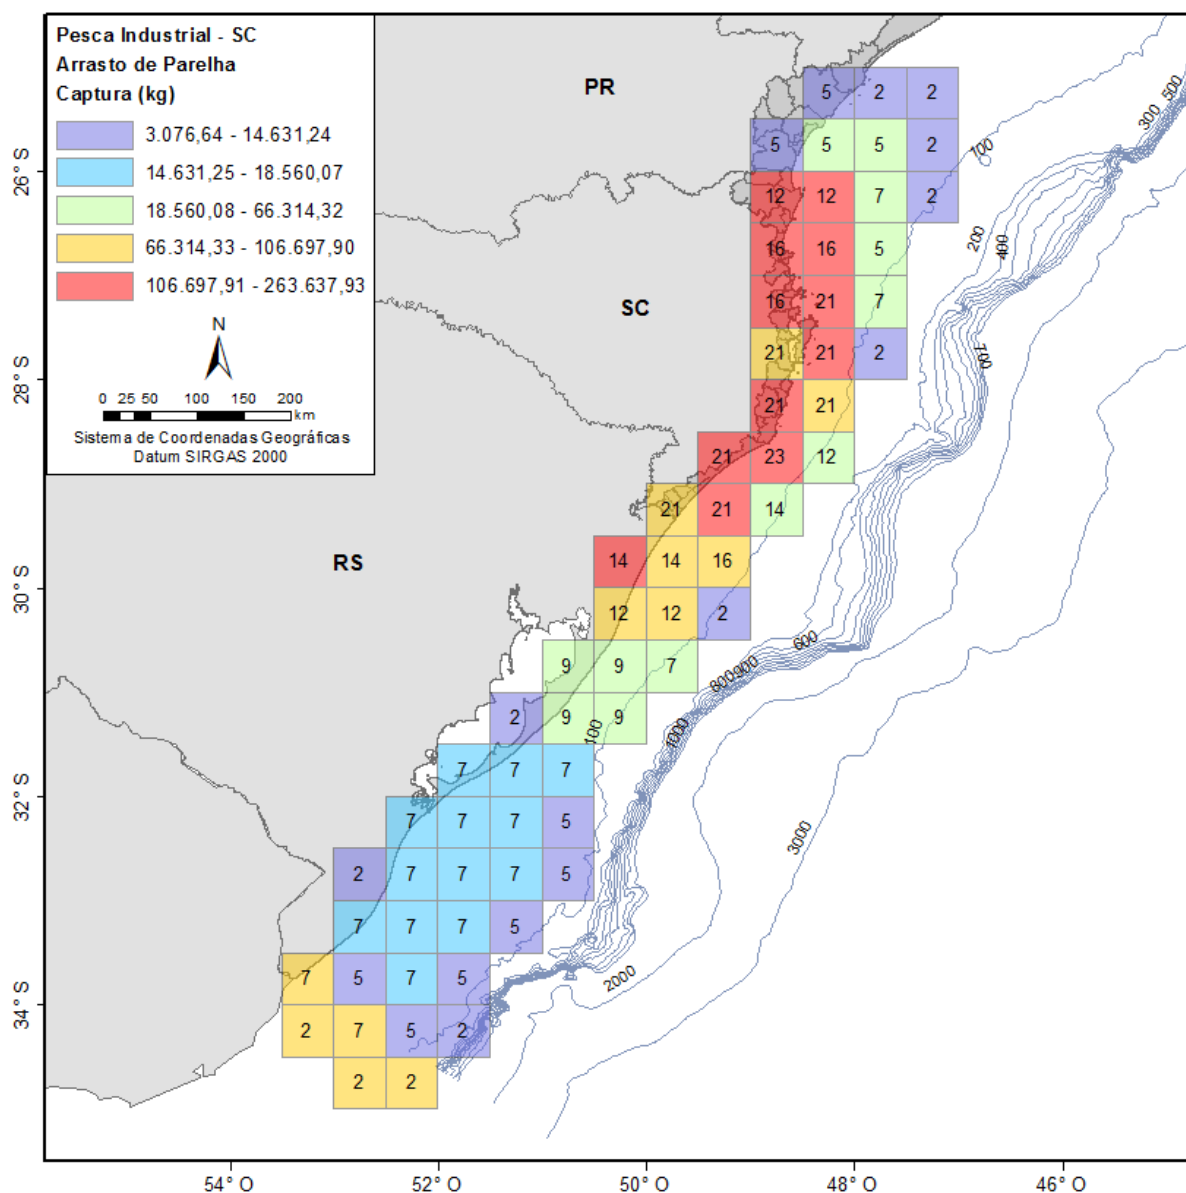 Pesca Industrial - SC
Arrasto de Parelha
Captura (kg)
3.076,64 - 14.631,24
14.631,25 - 18.560,07
18.560,08 - 66.314,32
66.314,33 - 106.697,90
106.697,91 - 263.637,93
N
0 25 50 100 150 200
km
Sistema de Coordenadas Geográficas
Datum SIRGAS 2000
PR
SC
RS
5 2 2
5 5 5 2
12 12 7 2
16 16 5
16 21 7
21 21 2
21 21
21 23 12
21 21 14
14 14 16
12 12 2
9 9 7
2 9 9
7 7 7
7 7 7 5
2 7 7 7 5
7 7 7 5
7 5 7 5
2 7 5 2
2 2
500
300
700
200
400
700
600
800 900
1000
100
3000
2000
26° S
28° S
30° S
32° S
34° S
54° O 52° O 50° O 48° O 46° O